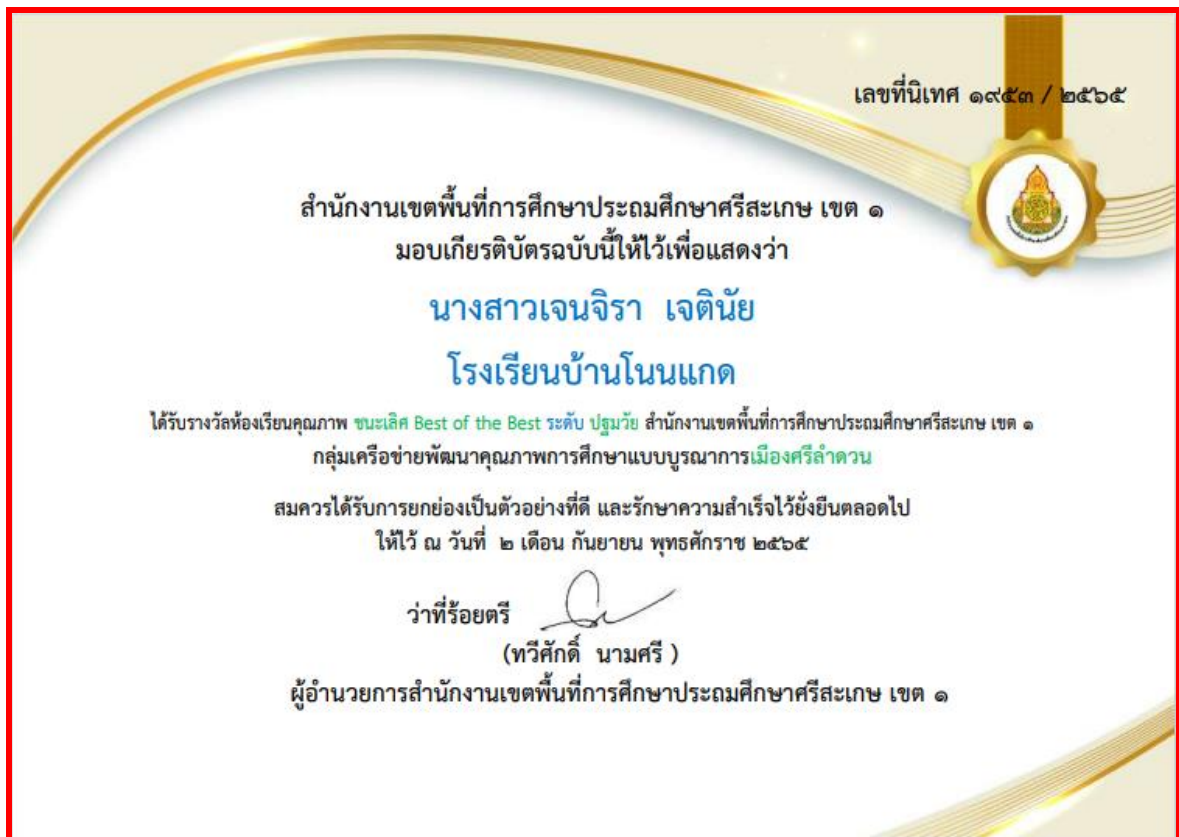 เลขที่นิเทศ ๑๙๕๓ / ๒๕๖๕
สำนักงานเขตพื้นที่การศึกษาประถมศึกษาศรีสะเกษ เขต ๑
มอบเกียรติบัตรฉบับนี้ให้ไว้เพื่อแสดงว่า
นางสาวเจนจิรา เจตินัย
โรงเรียนบ้านโนนแกด
ได้รับรางวัลห้องเรียนคุณภาพ ชนะเลิศ Best of the Best ระดับ ปฐมวัย สำนักงานเขตพื้นที่การศึกษาประถมศึกษาศรีสะเกษ เขต ๑
กลุ่มเครือข่ายพัฒนาคุณภาพการศึกษาแบบบูรณาการเมืองศรีลำดวน
สมควรได้รับการยกย่องเป็นตัวอย่างที่ดี และรักษาความสำเร็จไว้ยั่งยืนตลอดไป
ให้ไว้ ณ วันที่ ๒ เดือน กันยายน พุทธศักราช ๒๕๖๕
ว่าที่ร้อยตรี
(ทวีศักดิ์ นามศรี )
ผู้อำนวยการสำนักงานเขตพื้นที่การศึกษาประถมศึกษาศรีสะเกษ เขต ๑